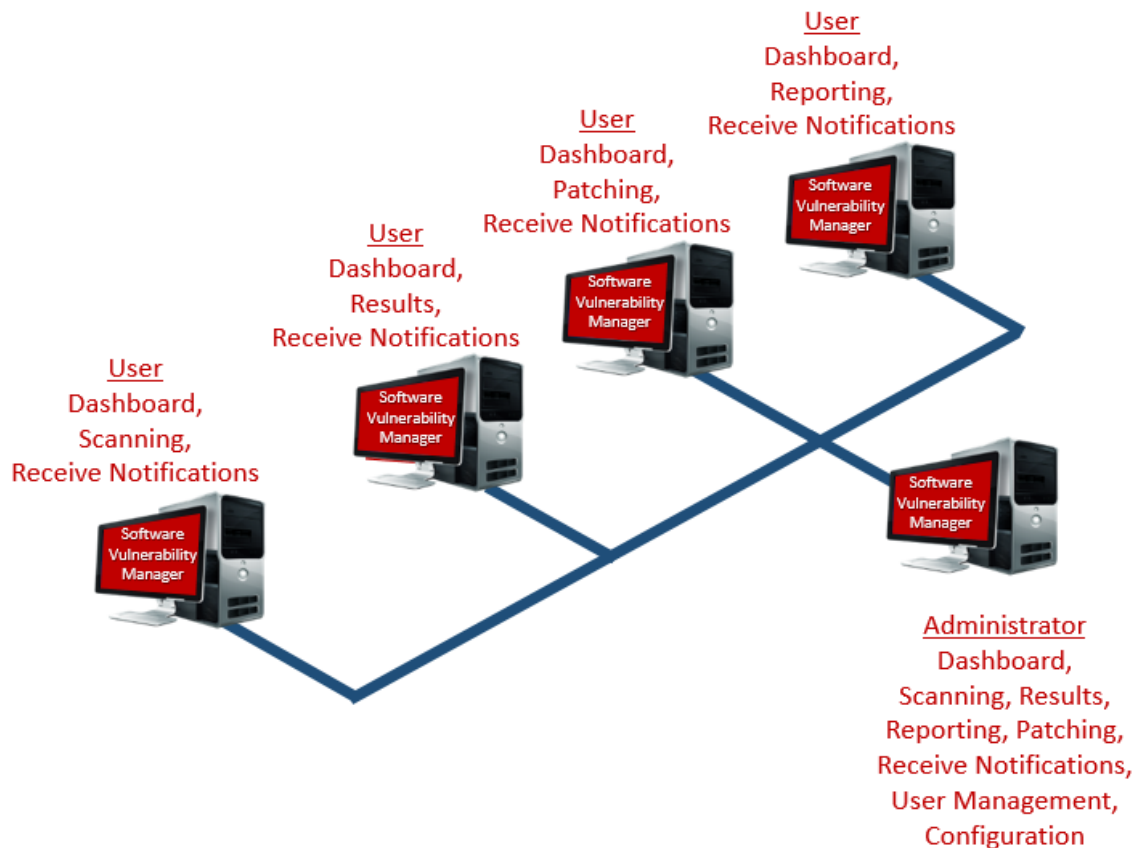 User
Dashboard,
Reporting,
Receive Notifications
Software
Vulnerability
Manager
User
Dashboard,
Patching,
Receive Notifications
Software
Vulnerability
Manager
User
Dashboard,
Results,
Receive Notifications
Software
Vulnerability
Manager
User
Dashboard,
Scanning,
Receive Notifications
Software
Vulnerability
Manager
Software
Vulnerability
Manager
Administrator
Dashboard,
Scanning, Results,
Reporting, Patching,
Receive Notifications,
User Management,
Configuration